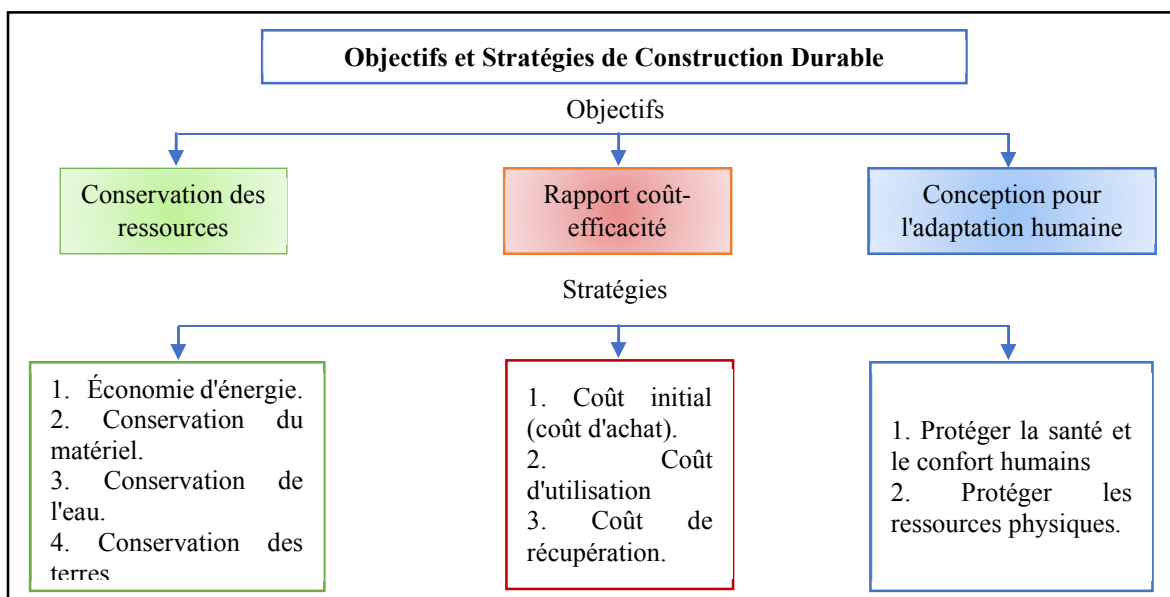 Objectifs et Stratégies de Construction Durable
Objectifs
Conservation des
ressources
Rapport coût-
efficacité
Conception pour
l'adaptation humaine
Stratégies
1. Économie d'énergie.
2. Conservation du
matériel.
3. Conservation de
l'eau.
4. Conservation des
terres
1. Coût initial
(coût d'achat).
2. Coût
d'utilisation
3. Coût de
récupération.
1. Protéger la santé et
le confort humains
2. Protéger les
ressources physiques.